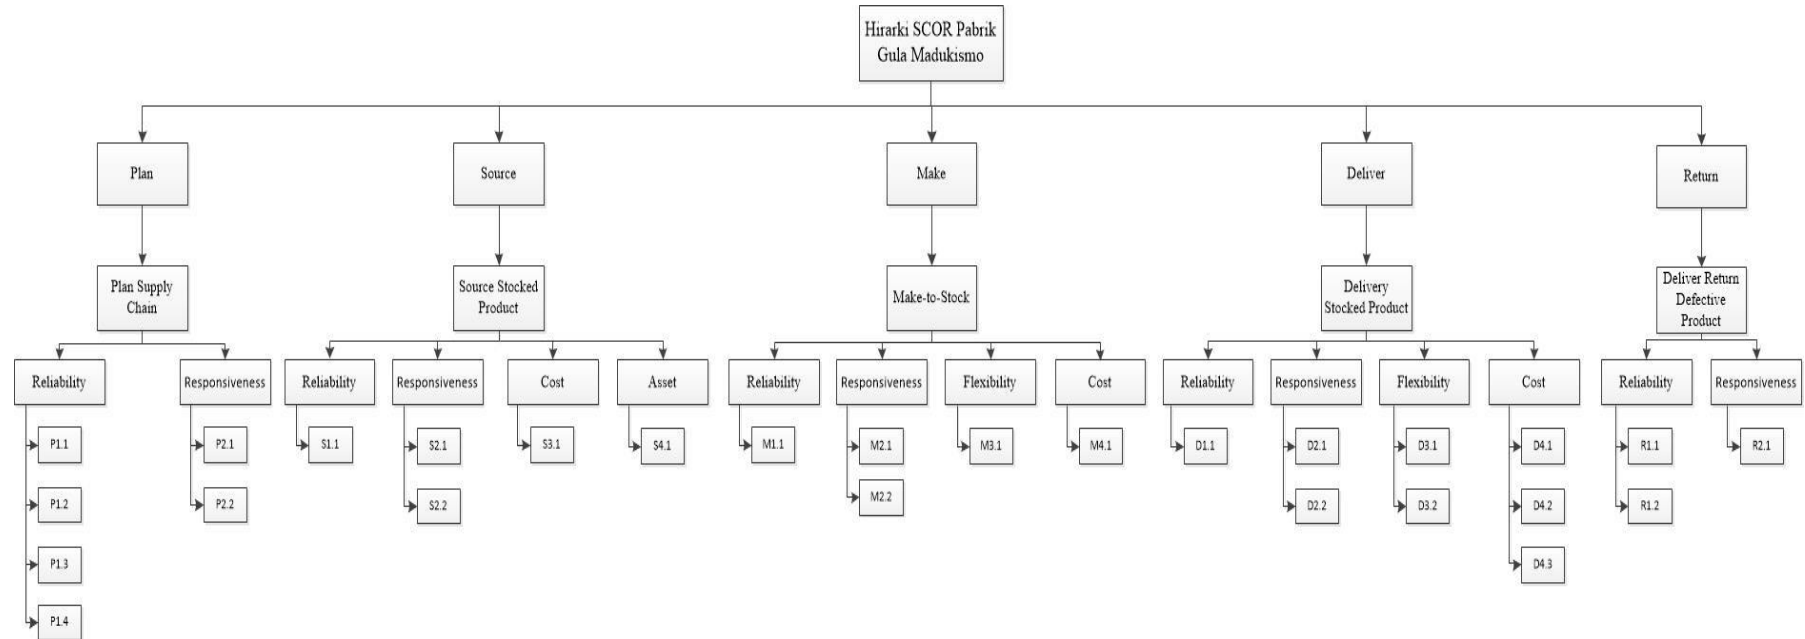 Hirarki SCOR Pabrik
Gula Madukismo
Plan
Source
Make
Deliver
Return
Plan Supply
Chain
Source Stocked
Product
Make-to-Stock
Delivery
Stocked Product
Deliver Return
Defective
Product
Reliability
Responsiveness
Reliability
Responsiveness
Cost
Asset
Reliability
Responsiveness
Flexibility
Cost
Reliability
Responsiveness
Flexibility
Cost
Reliability
Responsiveness
P1.1
P2.1
S1.1
S2.1
S3.1
S4.1
M1.1
M2.1
M3.1
M4.1
D1.1
D2.1
D3.1
D4.1
R1.1
R2.1
P1.2
P2.2
S2.2
M2.2
D2.2
D3.2
D4.2
R1.2
P1.3
D4.3
P1.4